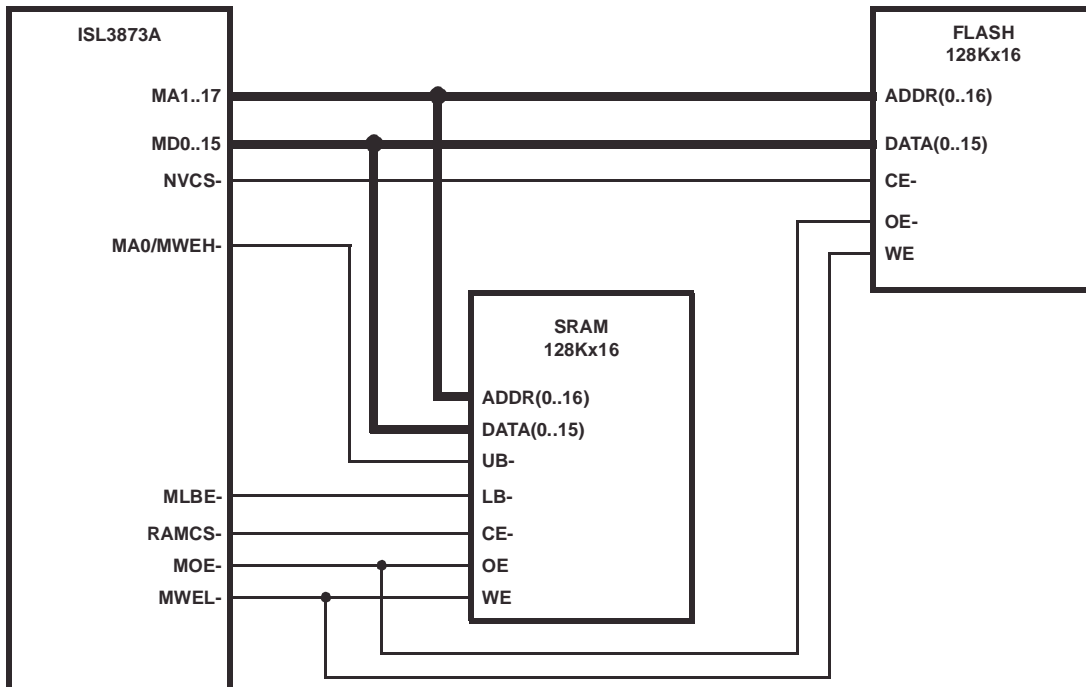 ISL3873A
MA1..17
MD0..15
NVCS-
MA0/MWEH-
MLBE-
RAMCS-
MOE-
MWEL-
SRAM
128Kx16
ADDR(0..16)
DATA(0..15)
UB-
LB-
CE-
OE
WE
FLASH
128Kx16
ADDR(0..16)
DATA(0..15)
CE-
OE-
WE